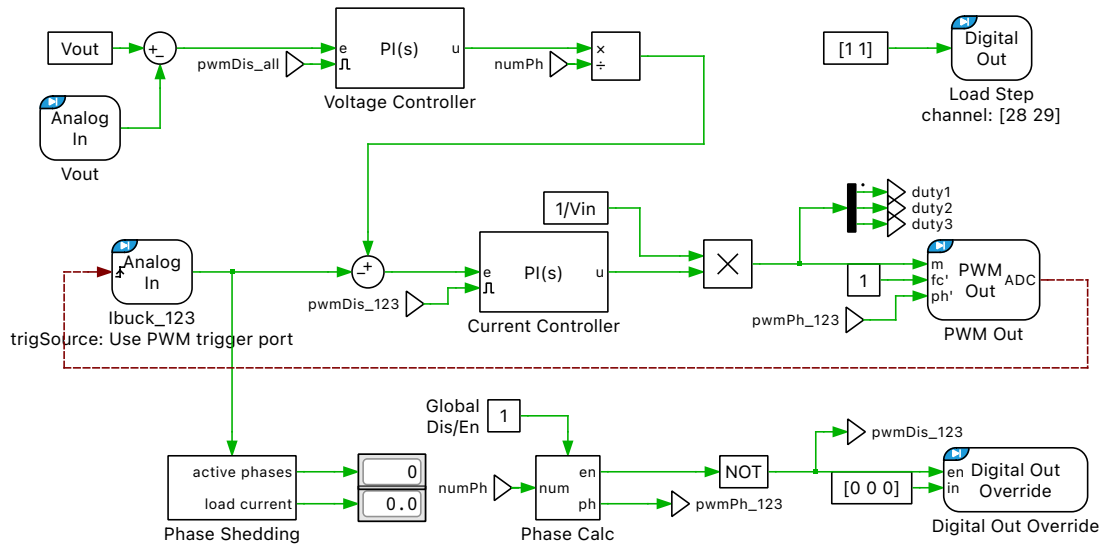 Vout
+
−
pwmDis_all
e
PI(s)
u
Voltage Controller
numPh
×
÷
[1 1]
Digital
Out
Load Step
channel: [28 29]
Analog
In
Vout
1/Vin
duty1
duty2
duty3
Analog
In
Ibuck_123
trigSource: Use PWM trigger port
−
+
pwmDis_123
e
PI(s)
u
Current Controller
×
1
pwmPh_123
m
fc'
ph'
PWM
Out
ADC
PWM Out
active phases
load current
Phase Shedding
0
0.0
Global
Dis/En
1
numPh
num
en
ph
Phase Calc
NOT
pwmPh_123
pwmDis_123
[0 0 0]
en
in
Digital Out
Override
Digital Out Override